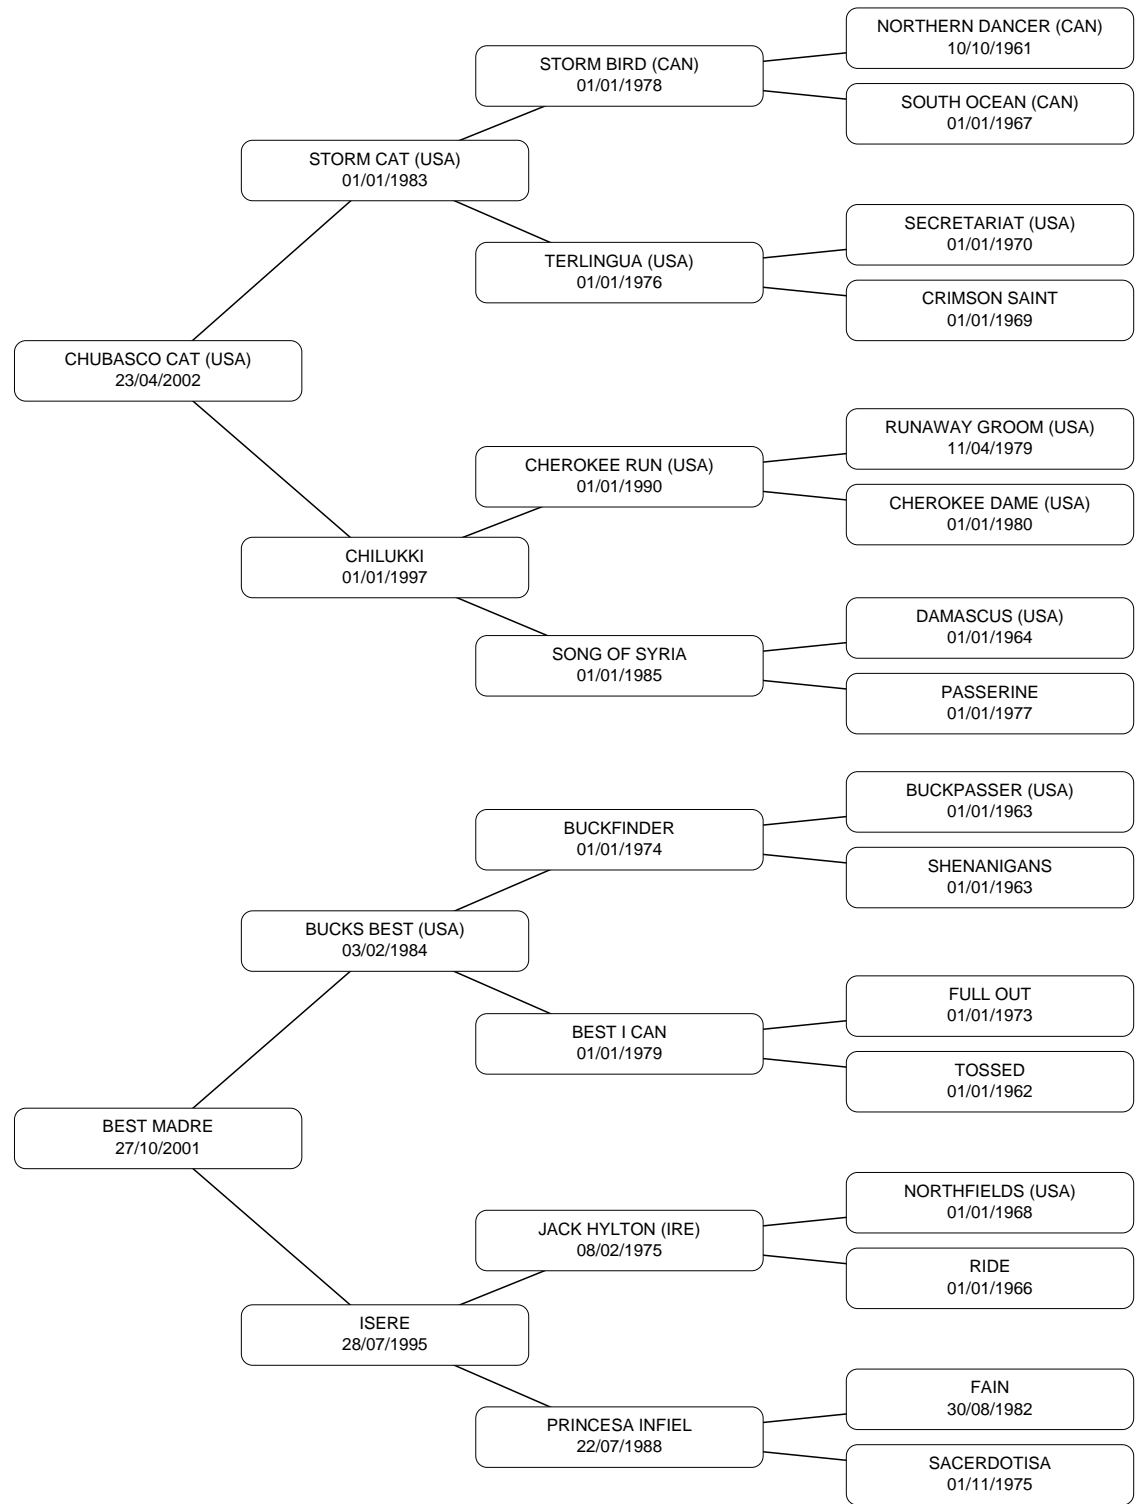 NORTHERN DANCER (CAN)
10/10/1961
STORM BIRD (CAN)
01/01/1978
SOUTH OCEAN (CAN)
01/01/1967
STORM CAT (USA)
01/01/1983
SECRETARIAT (USA)
01/01/1970
TERLINGUA (USA)
01/01/1976
CRIMSON SAINT
01/01/1969
CHUBASCO CAT (USA)
23/04/2002
RUNAWAY GROOM (USA)
11/04/1979
CHEROKEE RUN (USA)
01/01/1990
CHEROKEE DAME (USA)
01/01/1980
CHILUKKI
01/01/1997
DAMASCUS (USA)
01/01/1964
SONG OF SYRIA
01/01/1985
PASSERINE
01/01/1977
BUCKPASSER (USA)
01/01/1963
BUCKFINDER
01/01/1974
SHENANIGANS
01/01/1963
BUCKS BEST (USA)
03/02/1984
FULL OUT
01/01/1973
BEST I CAN
01/01/1979
TOSSED
01/01/1962
BEST MADRE
27/10/2001
NORTHFIELDS (USA)
01/01/1968
JACK HYLTON (IRE)
08/02/1975
RIDE
01/01/1966
ISERE
28/07/1995
FAIN
30/08/1982
PRINCESA INFIEL
22/07/1988
SACERDOTISA
01/11/1975